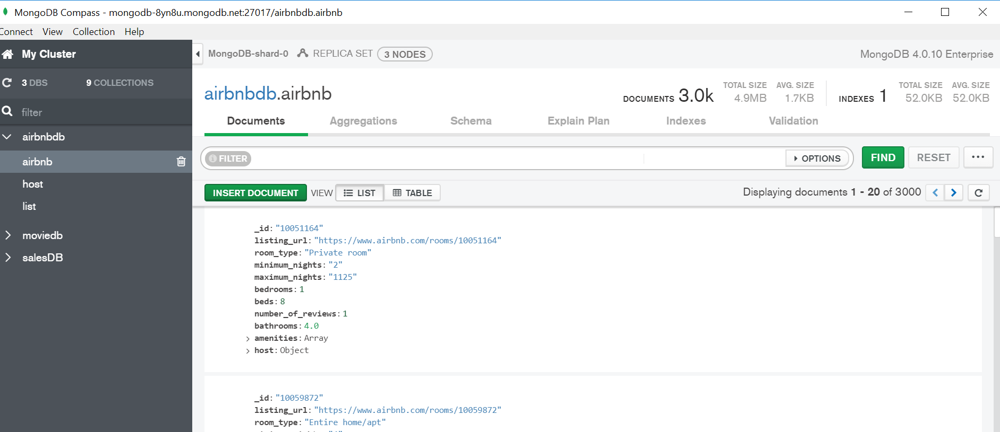 MongoDB Compass - mongodb-8yn8u.mongodb.net:27017/airbnbdb.airbnb
Connect View Collection Help
My Cluster
MongoDB-shard-0 REPLICA SET 3 NODES
MongoDB 4.0.10 Enterprise
3 DBS 9 COLLECTIONS
filter
airbnbdb
airbnb
host
list
moviedb
salesDB
airbnbdb.airbnb
DOCUMENTS 3.0k TOTAL SIZE 4.9MB AVG. SIZE 1.7KB
INDEXES 1 TOTAL SIZE 52.0KB AVG. SIZE 52.0KB
Documents Aggregations Schema Explain Plan Indexes Validation
FILTER OPTIONS FIND RESET ...
INSERT DOCUMENT VIEW LIST TABLE Displaying documents 1 - 20 of 3000
_id: "10051164"
listing_url: "https://www.airbnb.com/rooms/10051164"
room_type: "Private room"
minimum_nights: "2"
maximum_nights: "1125"
bedrooms: 1
beds: 8
number_of_reviews: 1
bathrooms: 4.0
amenities: Array
host: Object
_id: "10059872"
listing_url: "https://www.airbnb.com/rooms/10059872"
room_type: "Entire home/apt"